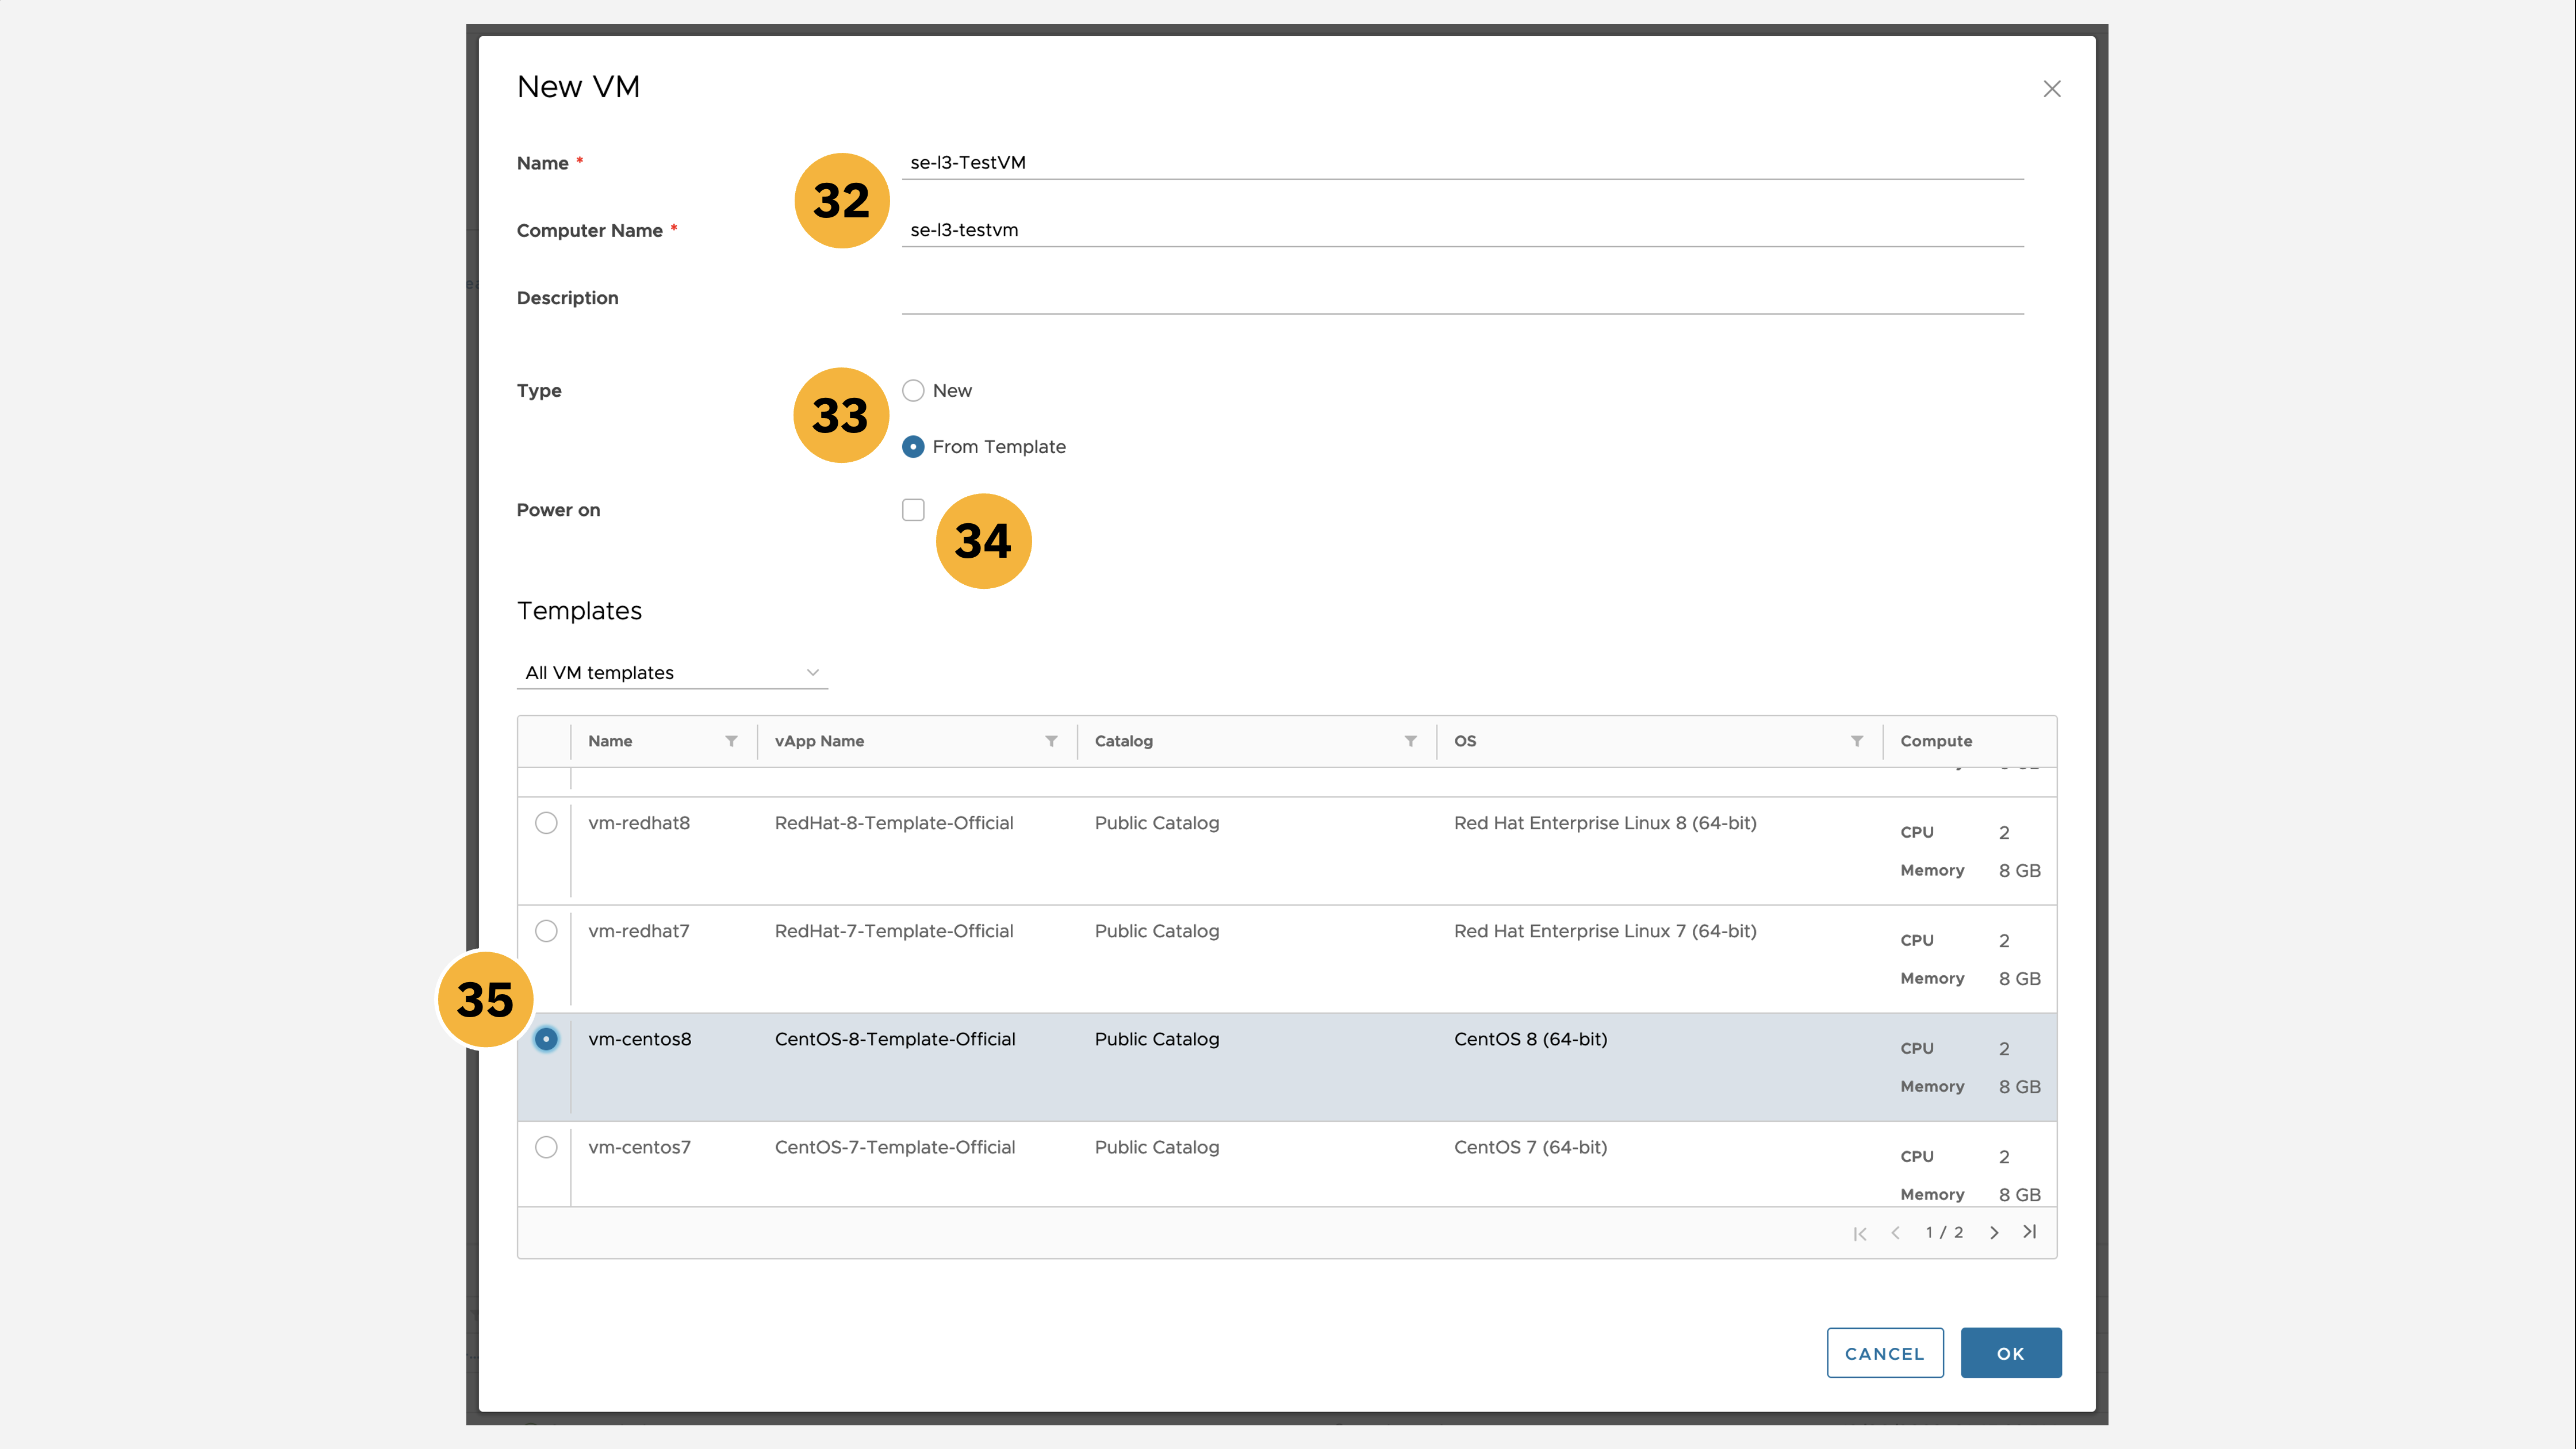 New VM
Name *
32
se-l3-TestVM
Computer Name *
se-l3-testvm
Description
Type
33
New
From Template
Power on
34
Templates
All VM templates
Name vApp Name Catalog OS Compute
vm-redhat8 RedHat-8-Template-Official Public Catalog Red Hat Enterprise Linux 8 (64-bit) CPU 2
Memory 8 GB
vm-redhat7 RedHat-7-Template-Official Public Catalog Red Hat Enterprise Linux 7 (64-bit) CPU 2
Memory 8 GB
35
vm-centos8 CentOS-8-Template-Official Public Catalog CentOS 8 (64-bit) CPU 2
Memory 8 GB
vm-centos7 CentOS-7-Template-Official Public Catalog CentOS 7 (64-bit) CPU 2
Memory 8 GB
1 / 2
CANCEL OK